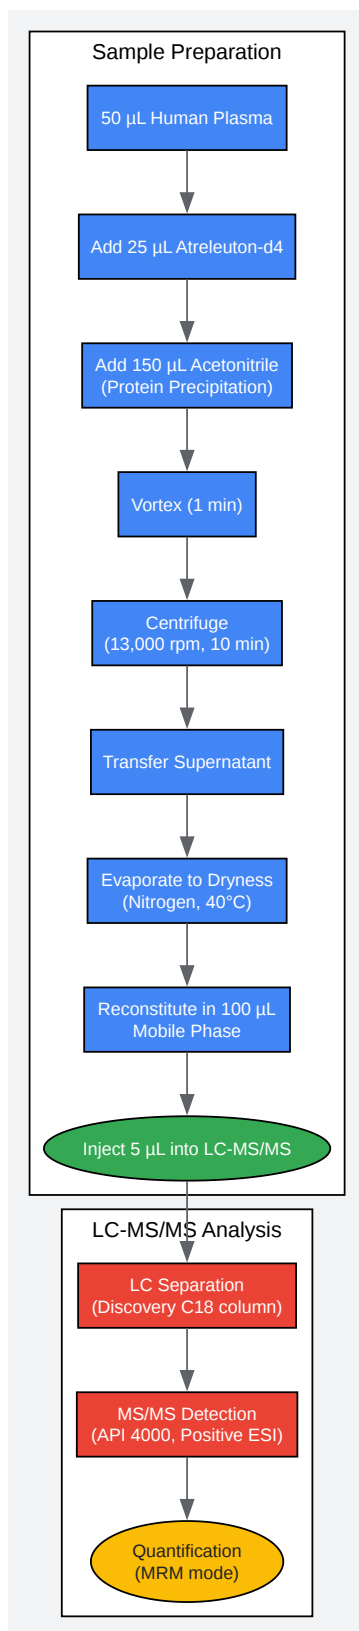 Sample Preparation
50 µL Human Plasma
Add 25 µL Atreleuton-d4
Add 150 µL Acetonitrile
(Protein Precipitation)
Vortex (1 min)
Centrifuge
(13,000 rpm, 10 min)
Transfer Supernatant
Evaporate to Dryness
(Nitrogen, 40°C)
Reconstitute in 100 µL
Mobile Phase
Inject 5 µL into LC-MS/MS
LC-MS/MS Analysis
LC Separation
(Discovery C18 column)
MS/MS Detection
(API 4000, Positive ESI)
Quantification
(MRM mode)